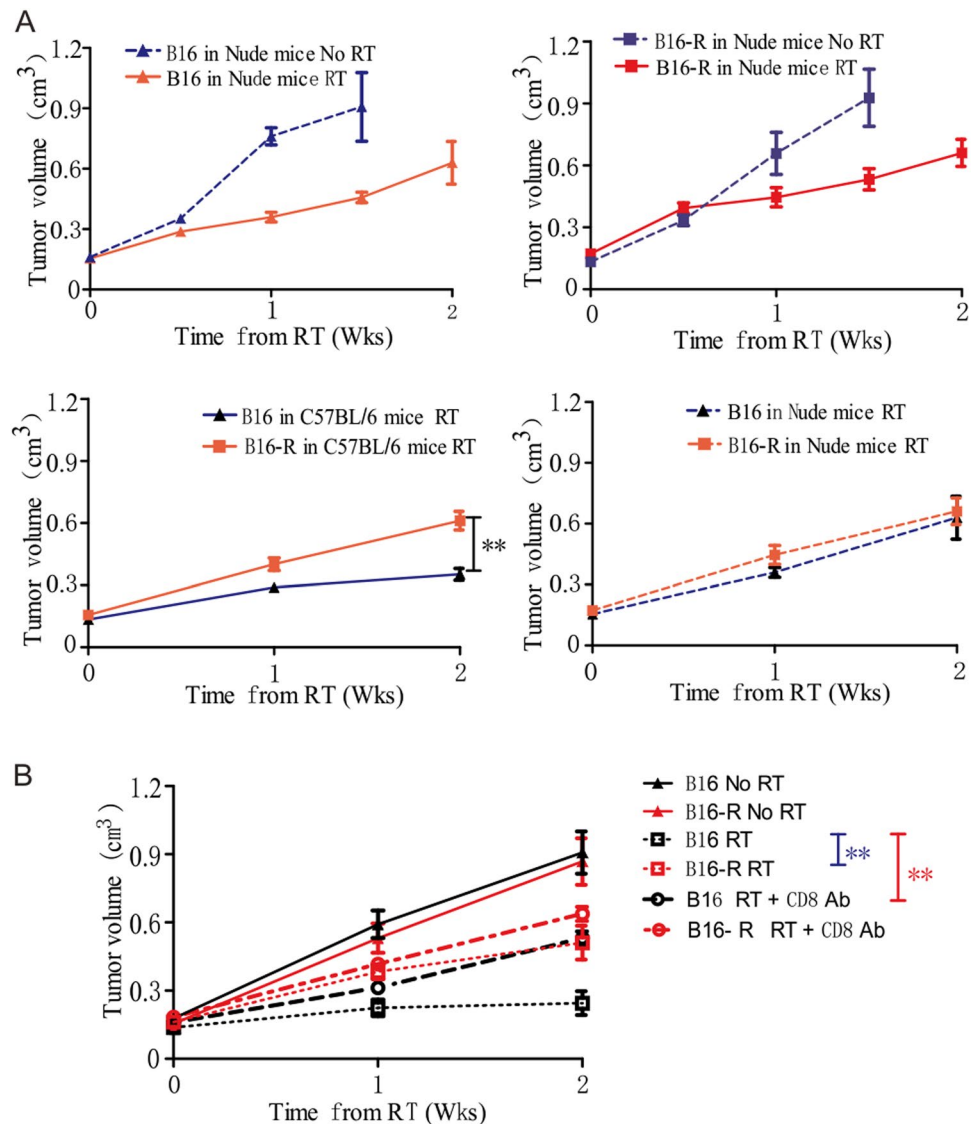 A
B16 in Nude mice No RT
B16 in Nude mice RT
Tumor volume (cm3)
1.2
0.9
0.6
0.3
0
0
1
2
Time from RT (Wks)
B16-R in Nude mice No RT
B16-R in Nude mice RT
Tumor volume (cm3)
1.2
0.9
0.6
0.3
0
0
1
2
Time from RT (Wks)
B16 in C57BL/6 mice RT
B16-R in C57BL/6 mice RT
Tumor volume (cm3)
1.2
0.9
0.6
0.3
0
**
0
1
2
Time from RT (Wks)
B16 in Nude mice RT
B16-R in Nude mice RT
Tumor volume (cm3)
1.2
0.9
0.6
0.3
0
0
1
2
Time from RT (Wks)
B
Tumor volume (cm3)
1.2
0.9
0.6
0.3
0
0
1
2
Time from RT (Wks)
B16 No RT
B16-R No RT
B16 RT
B16-R RT
B16 RT + CD8 Ab
B16- R RT + CD8 Ab
**
**